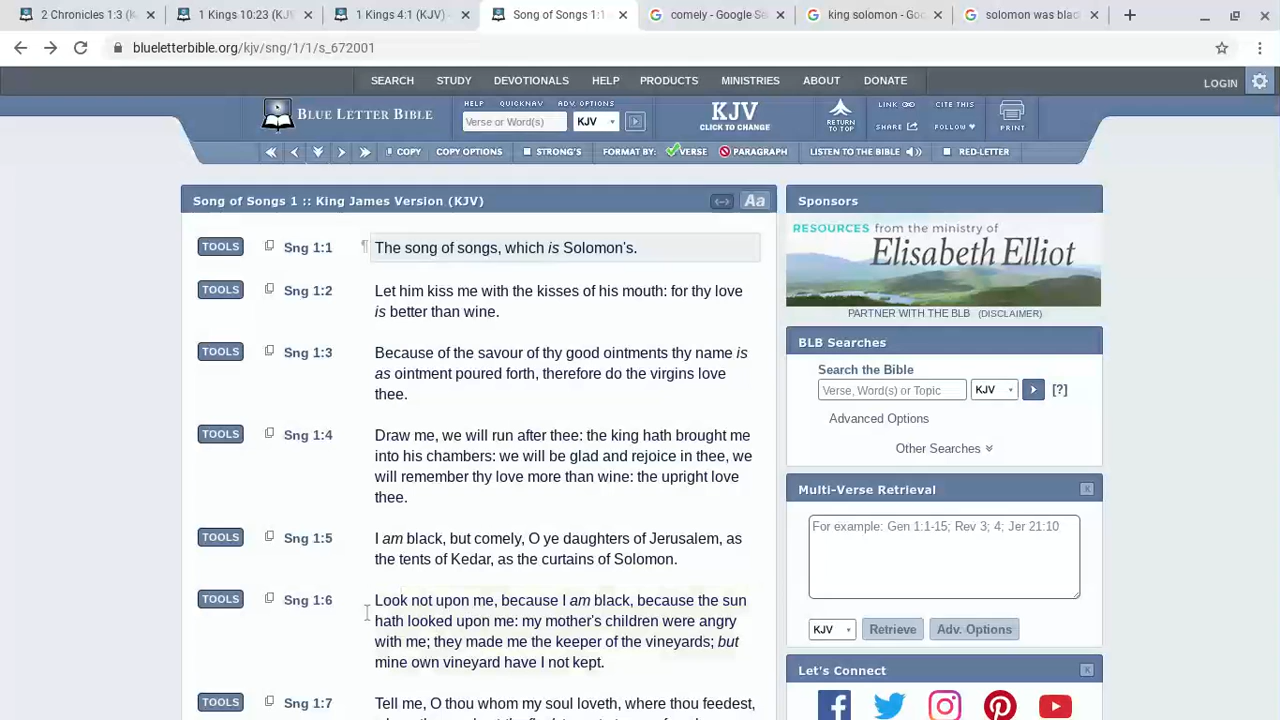 2 Chronicles 1:3 (K
1 Kings 10:23 (KJV
1 Kings 4:1 (KJV) -
Song of Songs 1:1
comely - Google Se
king solomon - Goo
solomon was blac
blueletterbible.org/kjv/sng/1/1/s_672001
SEARCH STUDY DEVOTIONALS HELP PRODUCTS MINISTRIES ABOUT DONATE
LOGIN
BLUE LETTER BIBLE
HELP QUICKNAV ADV. OPTIONS
Verse or Word(s) KJV
KJV
CLICK TO CHANGE
RETURN
TO TOP
LINK CITE THIS
SHARE FOLLOW
PRINT
COPY COPY OPTIONS STRONG'S FORMAT BY: VERSE PARAGRAPH LISTEN TO THE BIBLE RED-LETTER
Song of Songs 1 :: King James Version (KJV)
Aa
TOOLS Sng 1:1 ¶ The song of songs, which is Solomon's.
TOOLS Sng 1:2 Let him kiss me with the kisses of his mouth: for thy love
is better than wine.
TOOLS Sng 1:3 Because of the savour of thy good ointments thy name is
as ointment poured forth, therefore do the virgins love
thee.
TOOLS Sng 1:4 Draw me, we will run after thee: the king hath brought me
into his chambers: we will be glad and rejoice in thee, we
will remember thy love more than wine: the upright love
thee.
TOOLS Sng 1:5 I am black, but comely, O ye daughters of Jerusalem, as
the tents of Kedar, as the curtains of Solomon.
TOOLS Sng 1:6 Look not upon me, because I am black, because the sun
hath looked upon me: my mother's children were angry
with me; they made me the keeper of the vineyards; but
mine own vineyard have I not kept.
TOOLS Sng 1:7 Tell me, O thou whom my soul loveth, where thou feedest,
Sponsors
RESOURCES from the ministry of
Elisabeth Elliot
PARTNER WITH THE BLB (DISCLAIMER)
BLB Searches
Search the Bible
Verse, Word(s) or Topic KJV [?]
Advanced Options
Other Searches
Multi-Verse Retrieval
For example: Gen 1:1-15; Rev 3; 4; Jer 21:10
KJV Retrieve Adv. Options
Let's Connect